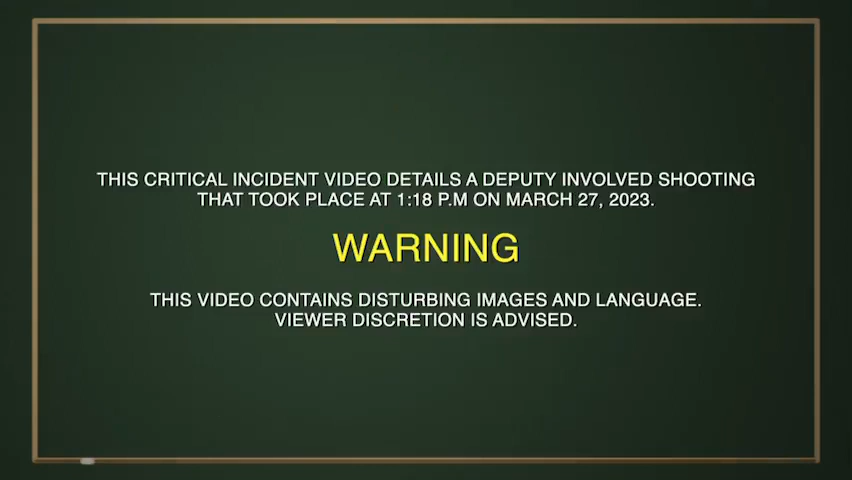 THIS CRITICAL INCIDENT VIDEO DETAILS A DEPUTY INVOLVED SHOOTING
THAT TOOK PLACE AT 1:18 P.M ON MARCH 27, 2023.
WARNING
THIS VIDEO CONTAINS DISTURBING IMAGES AND LANGUAGE.
VIEWER DISCRETION IS ADVISED.